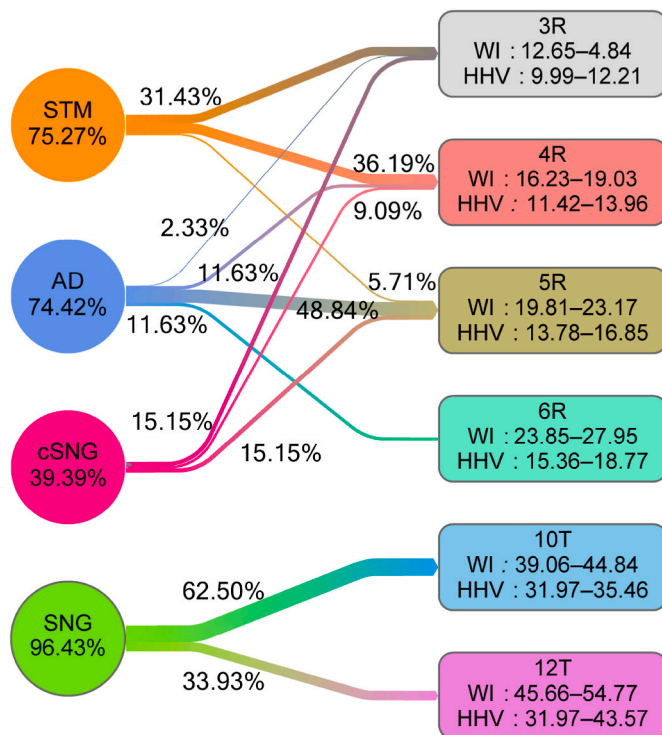 3R
WI : 12.65–4.84
HHV : 9.99–12.21
STM
75.27%
31.43%
36.19%
4R
WI : 16.23–19.03
HHV : 11.42–13.96
9.09%
2.33%
AD
74.42%
11.63%
5.71%
48.84%
11.63%
5R
WI : 19.81–23.17
HHV : 13.78–16.85
6R
WI : 23.85–27.95
HHV : 15.36–18.77
cSNG
39.39%
15.15%
15.15%
10T
WI : 39.06–44.84
HHV : 31.97–35.46
SNG
96.43%
62.50%
33.93%
12T
WI : 45.66–54.77
HHV : 31.97–43.57